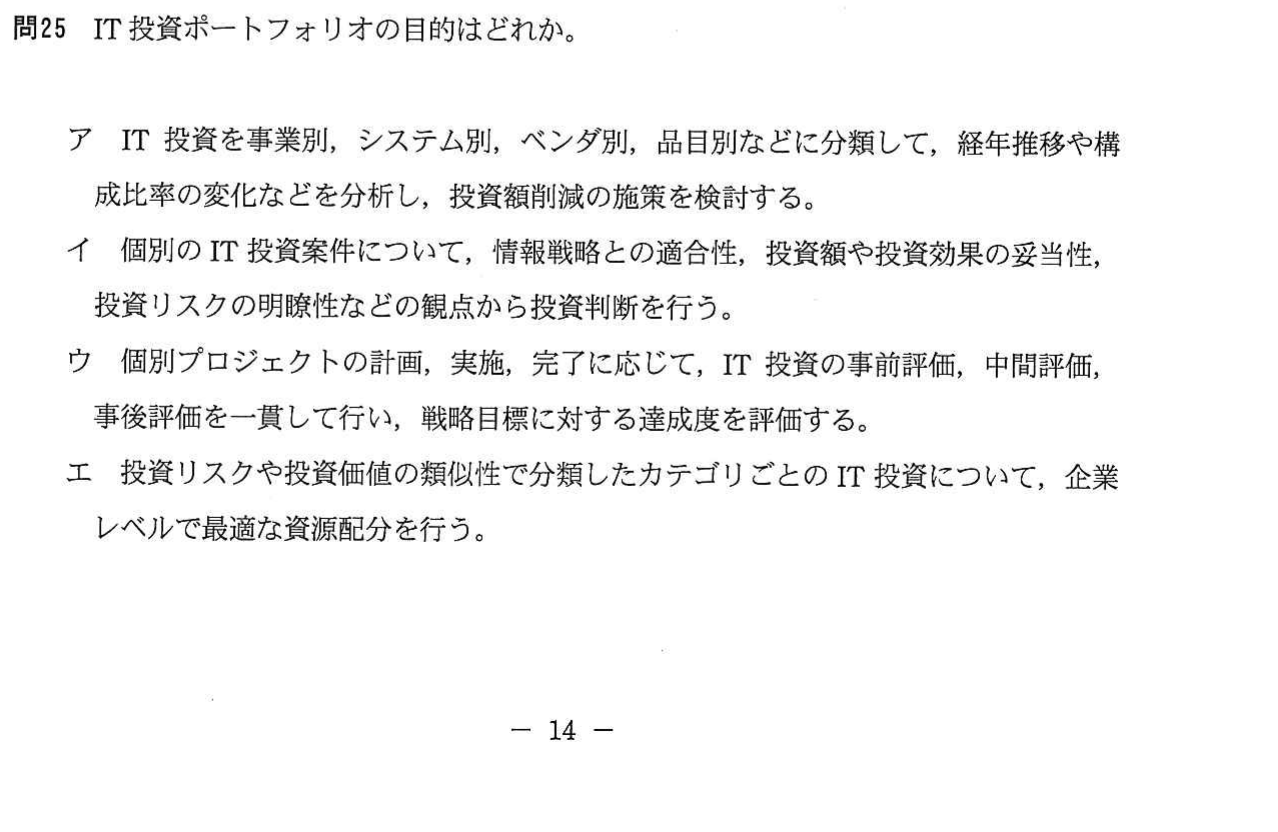 問25 IT 投資ポートフォリオの目的はどれか。
ア IT 投資を事業別，システム別，ベンダ別，品目別などに分類して，経年推移や構
成比率の変化などを分析し，投資額削減の施策を検討する。
イ 個別の IT 投資案件について，情報戦略との適合性，投資額や投資効果の妥当性，
投資リスクの明瞭性などの観点から投資判断を行う。
ウ 個別プロジェクトの計画，実施，完了に応じて，IT 投資の事前評価，中間評価，
事後評価を一貫して行い，戦略目標に対する達成度を評価する。
エ 投資リスクや投資価値の類似性で分類したカテゴリごとの IT 投資について，企業
レベルで最適な資源配分を行う。
－ 14 －